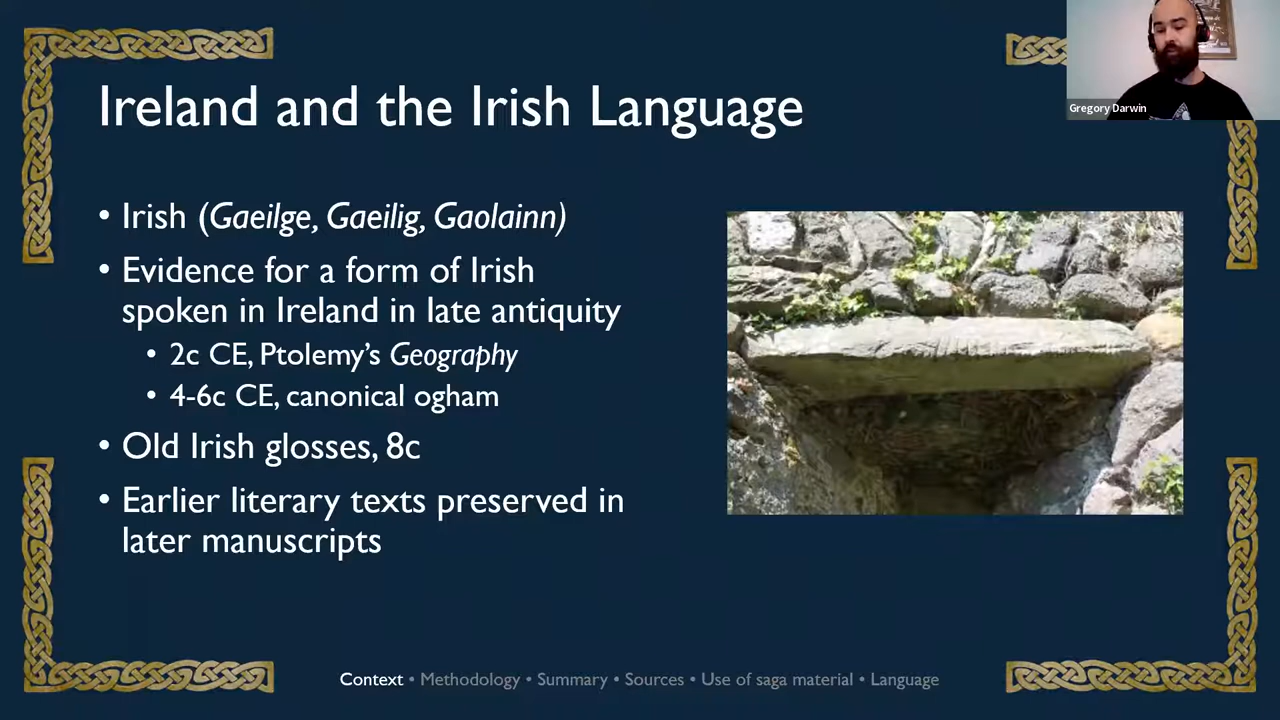 Gregory Darwin
Ireland and the Irish Language
• Irish (Gaeilge, Gaeilig, Gaolainn)
• Evidence for a form of Irish
spoken in Ireland in late antiquity
• 2c CE, Ptolemy’s Geography
• 4-6c CE, canonical ogham
• Old Irish glosses, 8c
• Earlier literary texts preserved in
later manuscripts
Context • Methodology • Summary • Sources • Use of saga material • Language